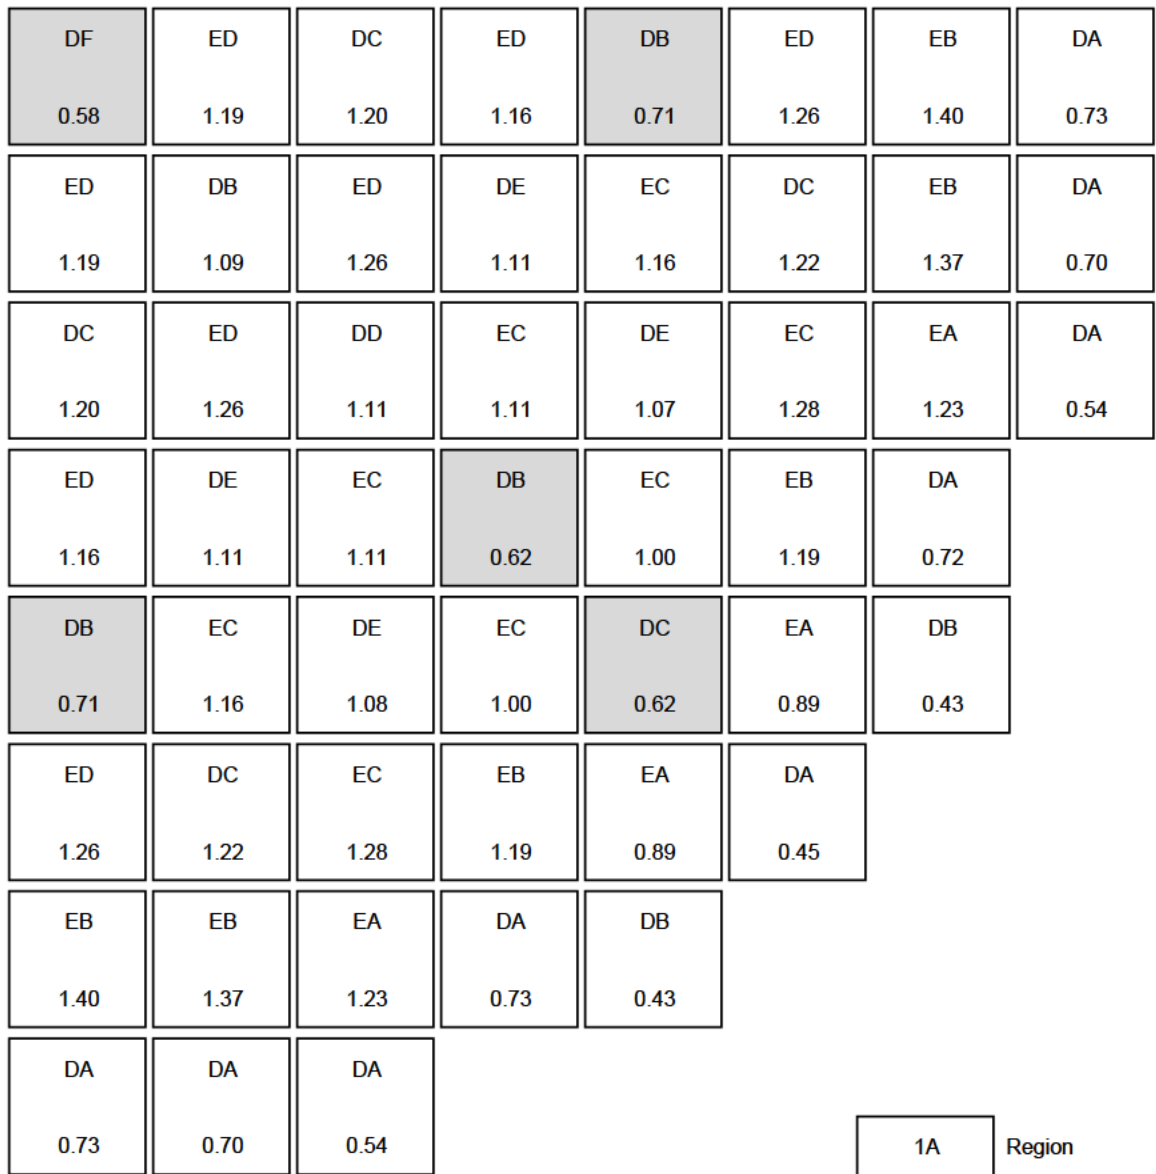 DF ED DC ED DB ED EB DA
0.58 1.19 1.20 1.16 0.71 1.26 1.40 0.73
ED DB ED DE EC DC EB DA
1.19 1.09 1.26 1.11 1.16 1.22 1.37 0.70
DC ED DD EC DE EC EA DA
1.20 1.26 1.11 1.11 1.07 1.28 1.23 0.54
ED DE EC DB EC EB DA
1.16 1.11 1.11 0.62 1.00 1.19 0.72
DB EC DE EC DC EA DB
0.71 1.16 1.08 1.00 0.62 0.89 0.43
ED DC EC EB EA DA
1.26 1.22 1.28 1.19 0.89 0.45
EB EB EA DA DB
1.40 1.37 1.23 0.73 0.43
DA DA DA
0.73 0.70 0.54 1A Region